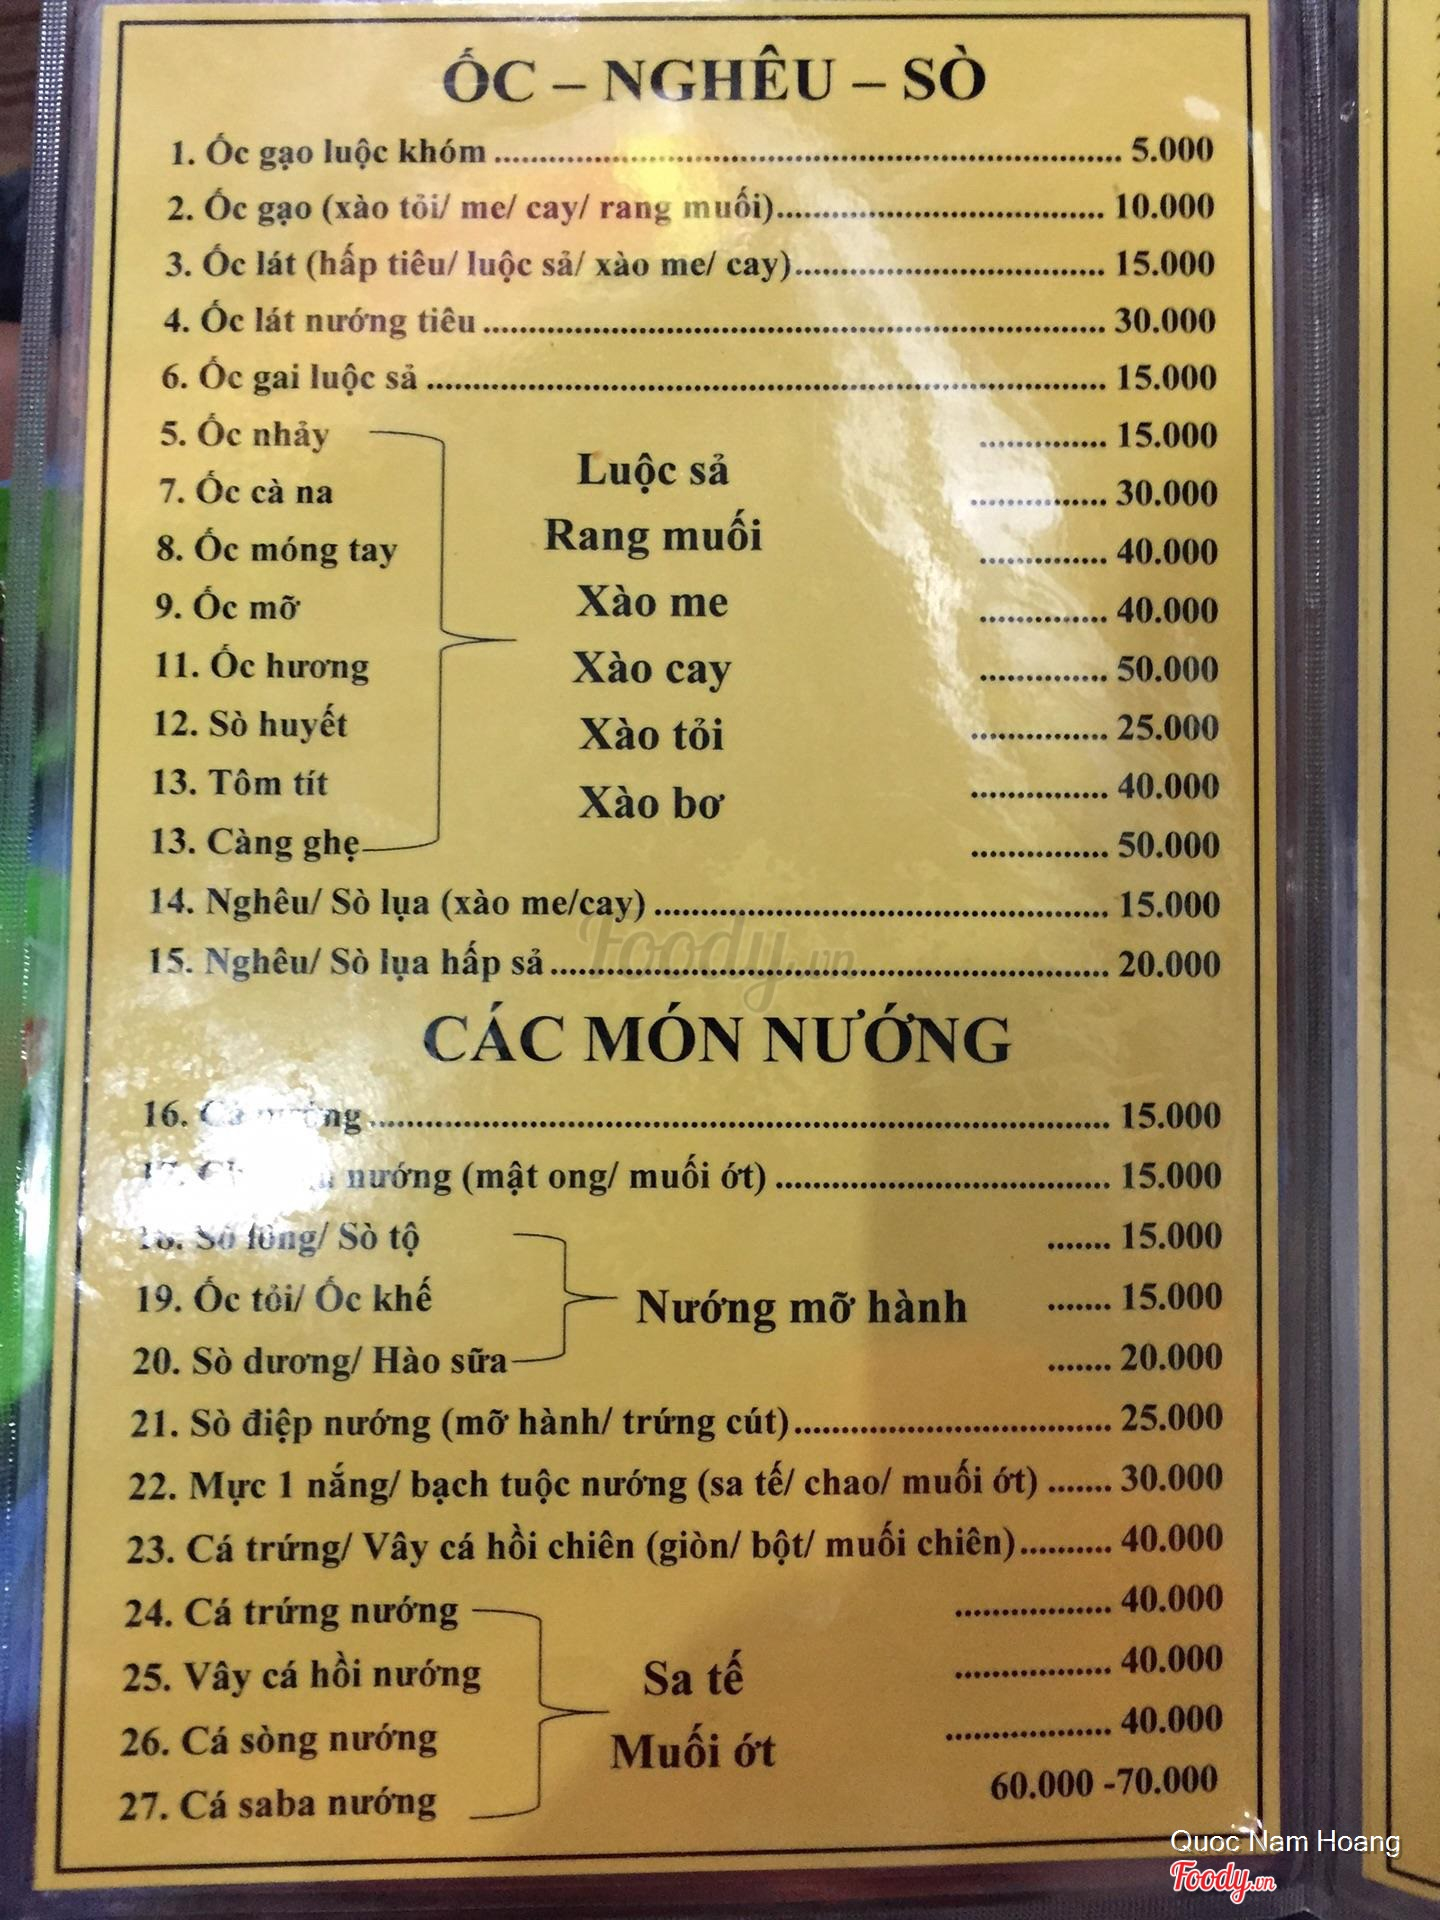 ỐC – NGHÊU – SÒ
1. Ốc gạo luộc khóm ........ 5.000
2. Ốc gạo (xào tỏi/ me/ cay/ rang muối) ........ 10.000
3. Ốc lát (hấp tiêu/ luộc sả/ xào me/ cay) ........ 15.000
4. Ốc lát nướng tiêu ........ 30.000
6. Ốc gai luộc sả ........ 15.000
5. Ốc nhảy ........ 15.000
Luộc sả
7. Ốc cà na ........ 30.000
Rang muối
8. Ốc móng tay ........ 40.000
Xào me
9. Ốc mỡ ........ 40.000
Xào cay
11. Ốc hương ........ 50.000
Xào tỏi
12. Sò huyết ........ 25.000
Xào bơ
13. Tôm tít ........ 40.000
13. Càng ghẹ ........ 50.000
14. Nghêu/ Sò lụa (xào me/cay) ........ 15.000
15. Nghêu/ Sò lụa hấp sả ........ 20.000
Foody.vn
CÁC MÓN NƯỚNG
16. ........ 15.000
nướng (mật ong/ muối ớt) ........ 15.000
18. Sò lông/ Sò tộ ........ 15.000
19. Ốc tỏi/ Ốc khế ........ 15.000
Nướng mỡ hành
20. Sò dương/ Hào sữa ........ 20.000
21. Sò điệp nướng (mỡ hành/ trứng cút) ........ 25.000
22. Mực 1 nắng/ bạch tuộc nướng (sa tế/ chao/ muối ớt) ........ 30.000
23. Cá trứng/ Vây cá hồi chiên (giòn/ bột/ muối chiên) ........ 40.000
24. Cá trứng nướng ........ 40.000
25. Vây cá hồi nướng ........ 40.000
Sa tế
26. Cá sòng nướng ........ 40.000
Muối ớt
27. Cá saba nướng 60.000 -70.000
Quoc Nam Hoang
Foody.vn